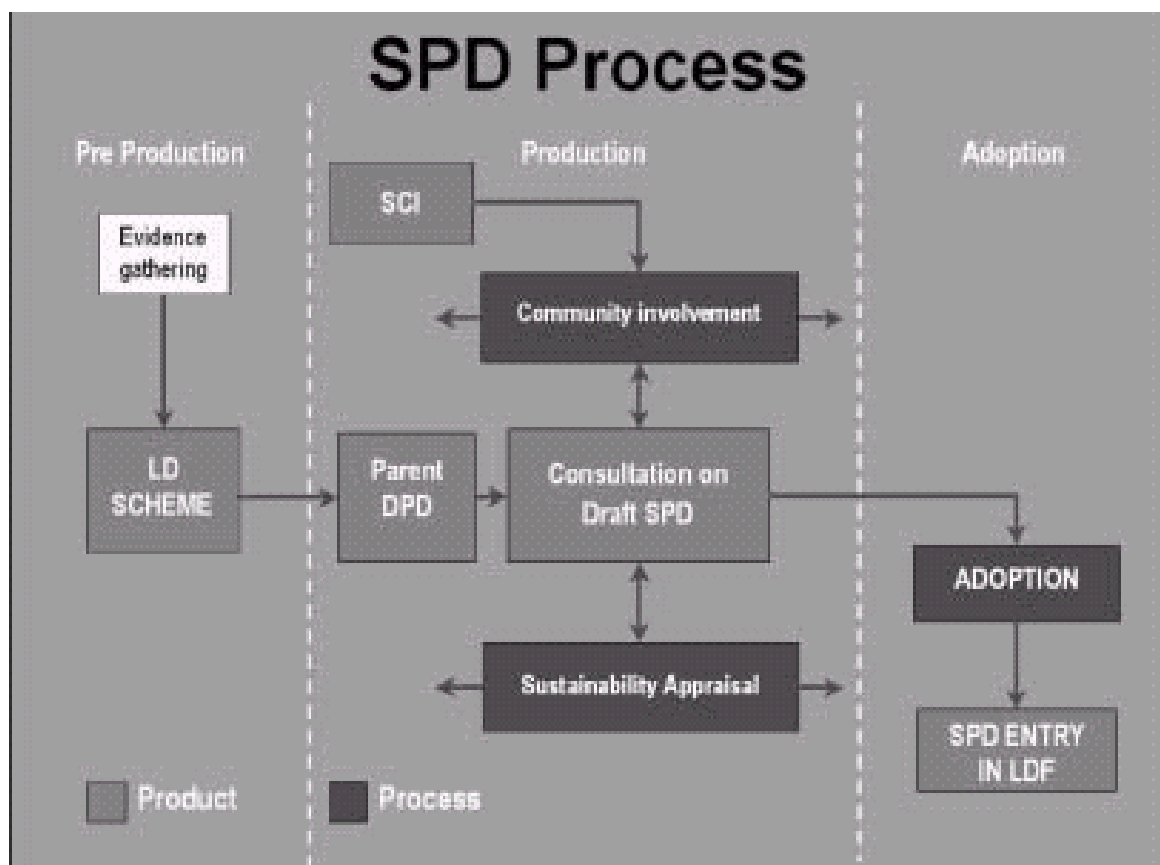 SPD Process
Pre Production
Production
Adoption
SCI
Evidence
gathering
Community involvement
LD
SCHEME
Parent
DPD
Consultation on
Draft SPD
ADOPTION
Sustainability Appraisal
SPD ENTRY
IN LDF
Product
Process